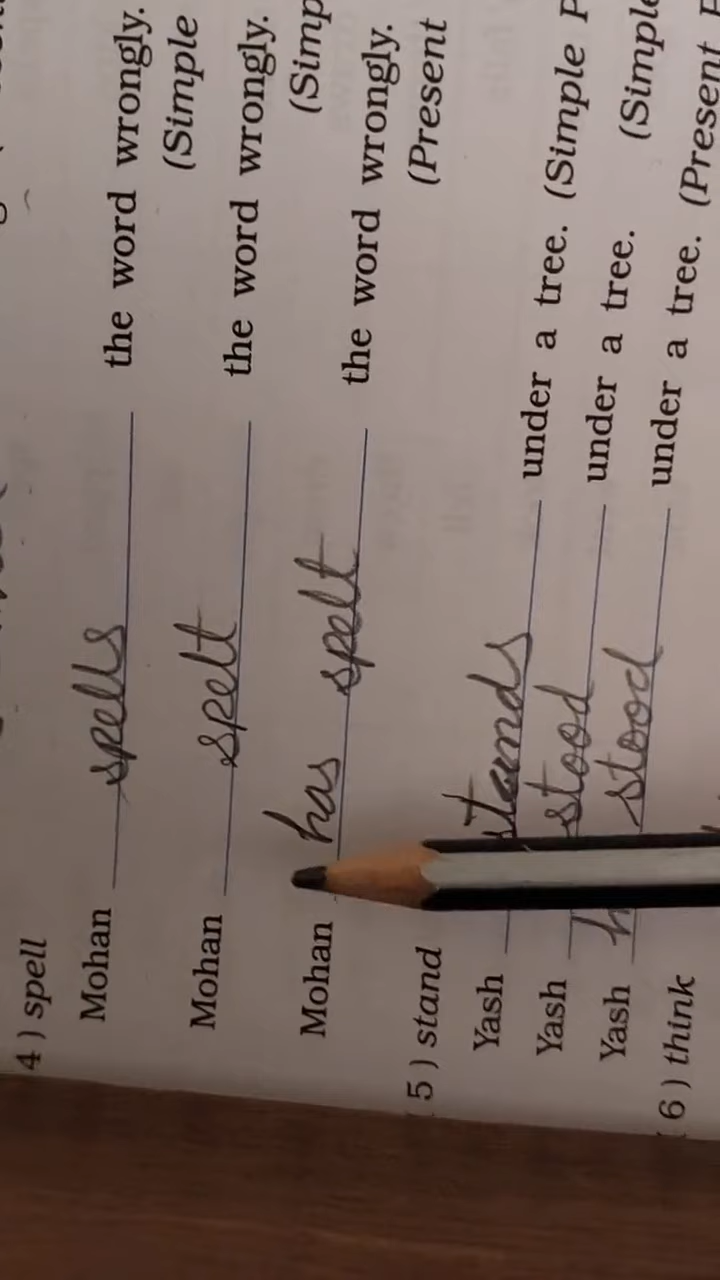 4 ) spell
Mohan spells the word wrongly.
(Simple
Mohan spelt the word wrongly.
(Simp
Mohan has spelt the word wrongly.
(Present
5 ) stand
Yash stands under a tree. (Simple P
Yash stood under a tree. (Simple
Yash stood under a tree. (Present P
6 ) think